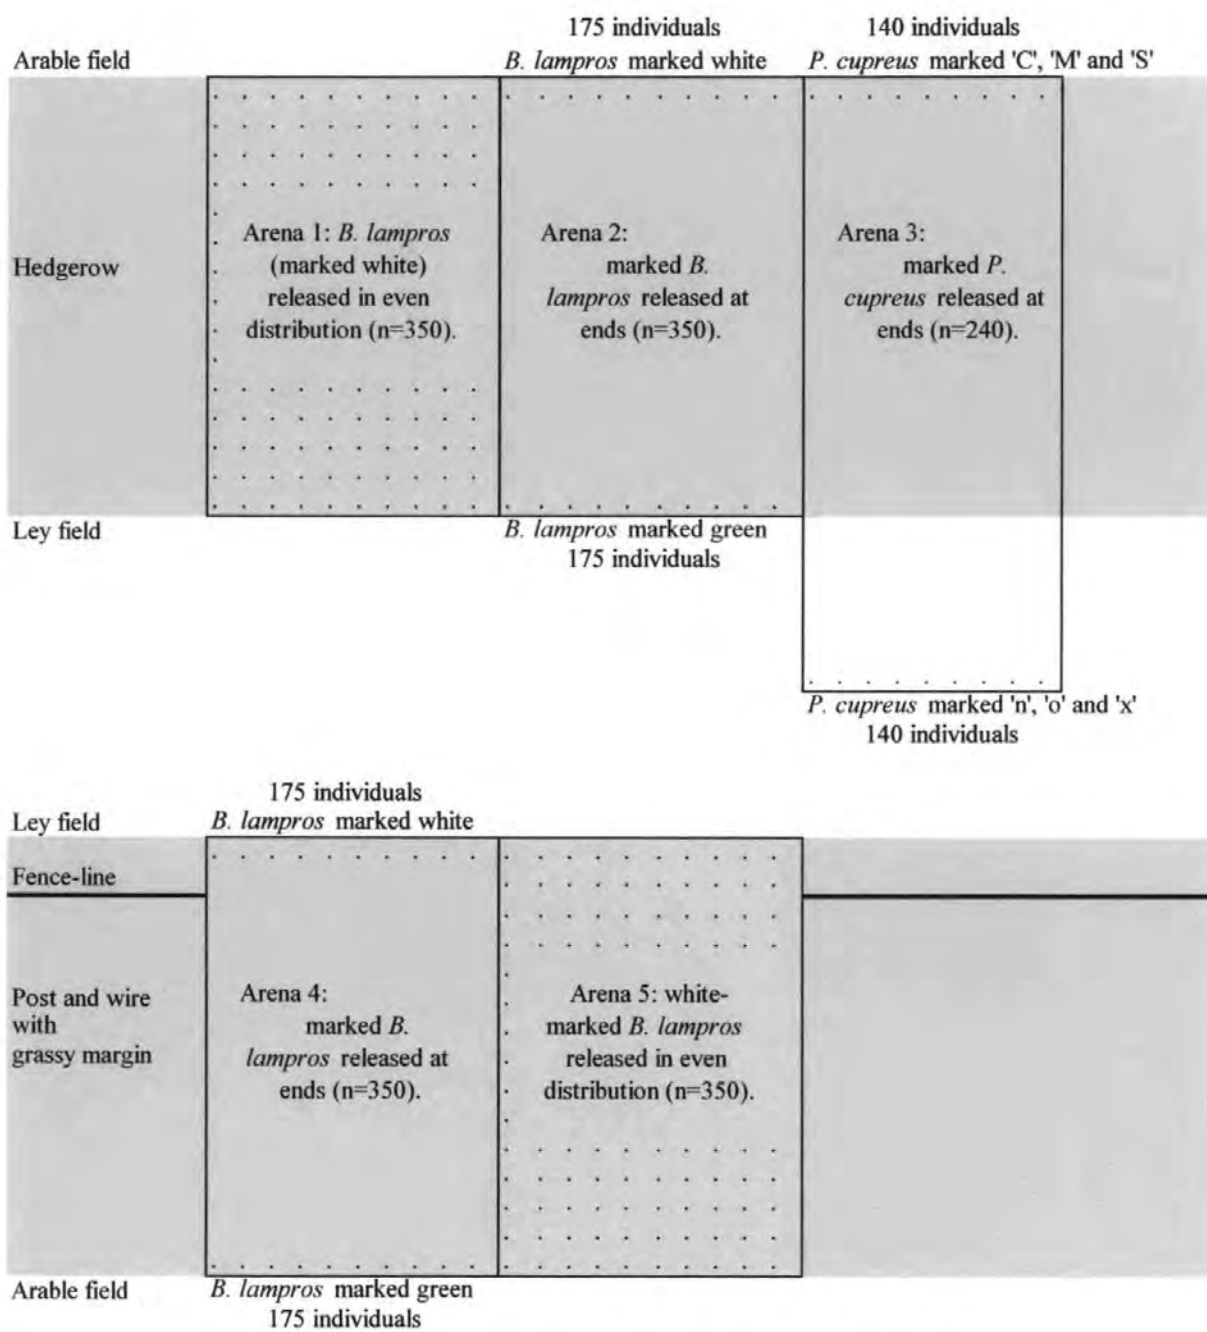 175 individuals
140 individuals
Arable field
B. lampros marked white
P. cupreus marked 'C', 'M' and 'S'
Hedgerow
Arena 1: B. lampros
(marked white)
released in even
distribution (n=350).
Arena 2:
marked B.
lampros released at
ends (n=350).
Arena 3:
marked P.
cupreus released at
ends (n=240).
Ley field
B. lampros marked green
175 individuals
P. cupreus marked 'n', 'o' and 'x'
140 individuals
175 individuals
Ley field
B. lampros marked white
Fence-line
Post and wire
with
grassy margin
Arena 4:
marked B.
lampros released at
ends (n=350).
Arena 5: white-
marked B. lampros
released in even
distribution (n=350).
Arable field
B. lampros marked green
175 individuals